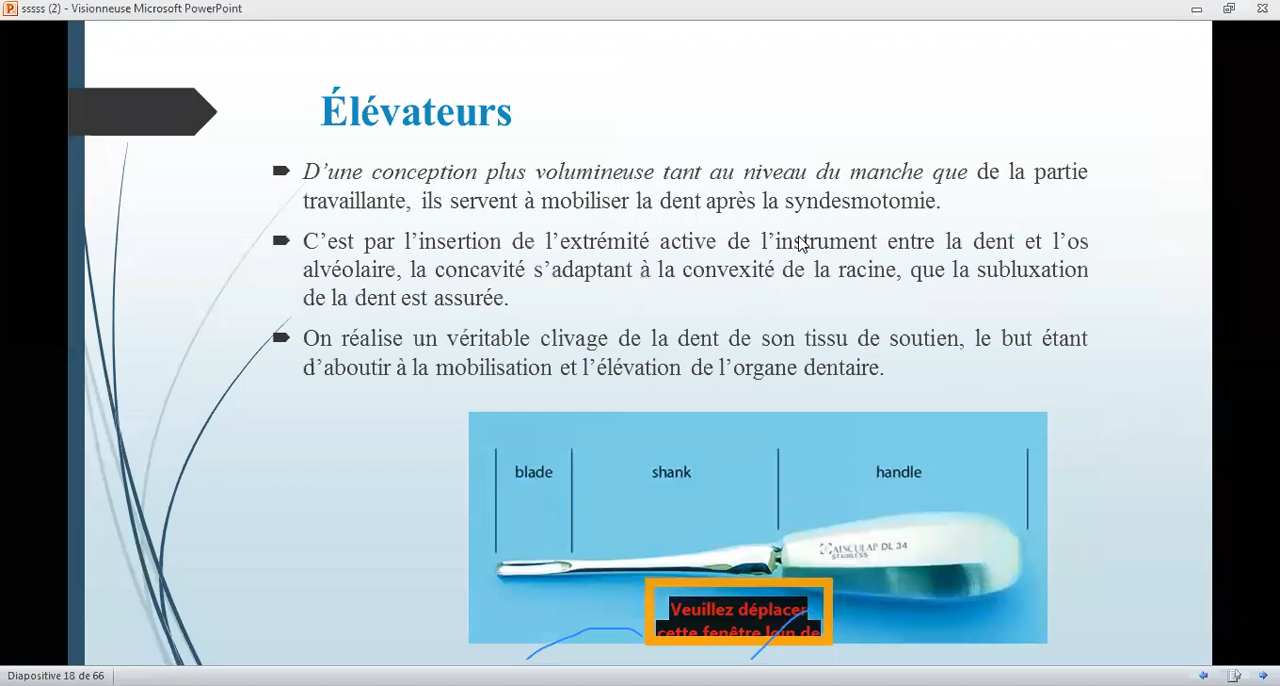 sssss (2) - Visionneuse Microsoft PowerPoint
Élévateurs
D’une conception plus volumineuse tant au niveau du manche que de la partie
travaillante, ils servent à mobiliser la dent après la syndesmotomie.
C’est par l’insertion de l’extrémité active de l’instrument entre la dent et l’os
alvéolaire, la concavité s’adaptant à la convexité de la racine, que la subluxation
de la dent est assurée.
On réalise un véritable clivage de la dent de son tissu de soutien, le but étant
d’aboutir à la mobilisation et l’élévation de l’organe dentaire.
blade shank handle
AESCULAP DL 34
STAINLESS
Veuillez déplacer
cette fenêtre loin de
Diapositive 18 de 66